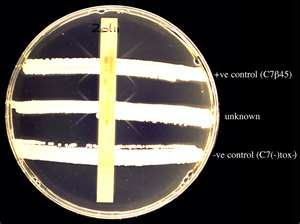 +ve control (C7β45)
unknown
-ve control (C7(-)tox-)